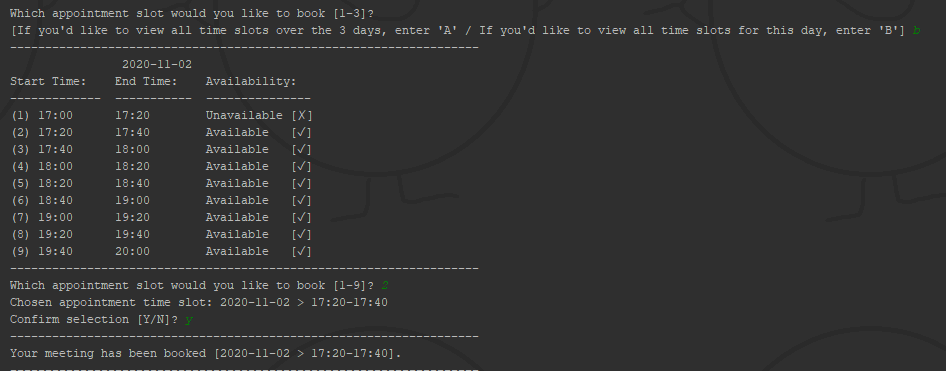 Which appointment slot would you like to book [1-3]?
[If you'd like to view all time slots over the 3 days, enter 'A' / If you'd like to view all time slots for this day, enter 'B'] b
-------------------------------------------------------------------
2020-11-02
Start Time: End Time: Availability:
------------- ----------- ---------------
(1) 17:00 17:20 Unavailable [X]
(2) 17:20 17:40 Available [✓]
(3) 17:40 18:00 Available [✓]
(4) 18:00 18:20 Available [✓]
(5) 18:20 18:40 Available [✓]
(6) 18:40 19:00 Available [✓]
(7) 19:00 19:20 Available [✓]
(8) 19:20 19:40 Available [✓]
(9) 19:40 20:00 Available [✓]
-------------------------------------------------------------------
Which appointment slot would you like to book [1-9]? 2
Chosen appointment time slot: 2020-11-02 > 17:20-17:40
Confirm selection [Y/N]? y
-------------------------------------------------------------------
Your meeting has been booked [2020-11-02 > 17:20-17:40].
-------------------------------------------------------------------